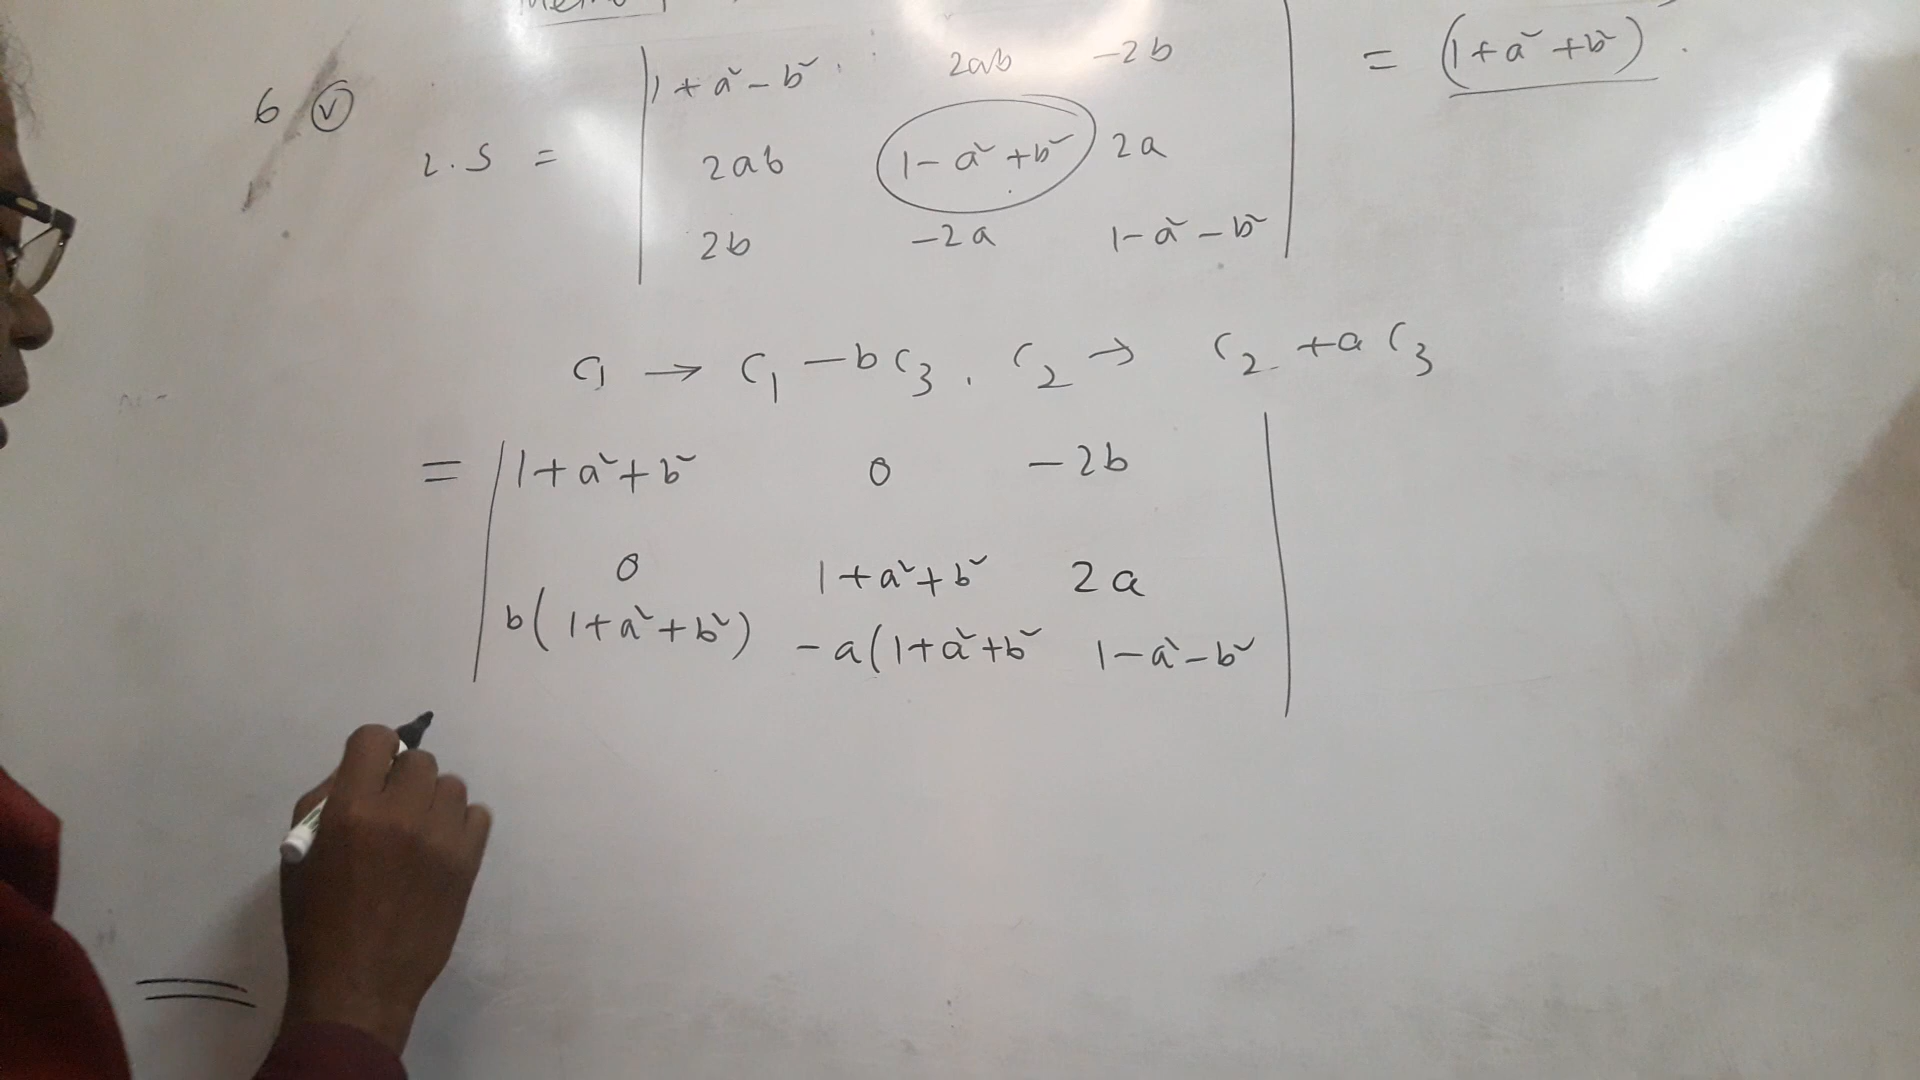 6 (v)
L.S = | 1+a²-b² 2ab -2b |
| 2ab 1-a²+b² 2a |
| 2b -2a 1-a²-b² |
= (1+a²+b²)
C₁ → C₁ -bC₃, C₂ → C₂ +aC₃
= | 1+a²+b² 0 -2b |
| 0 1+a²+b² 2a |
| b(1+a²+b²) -a(1+a²+b² 1-a²-b² |